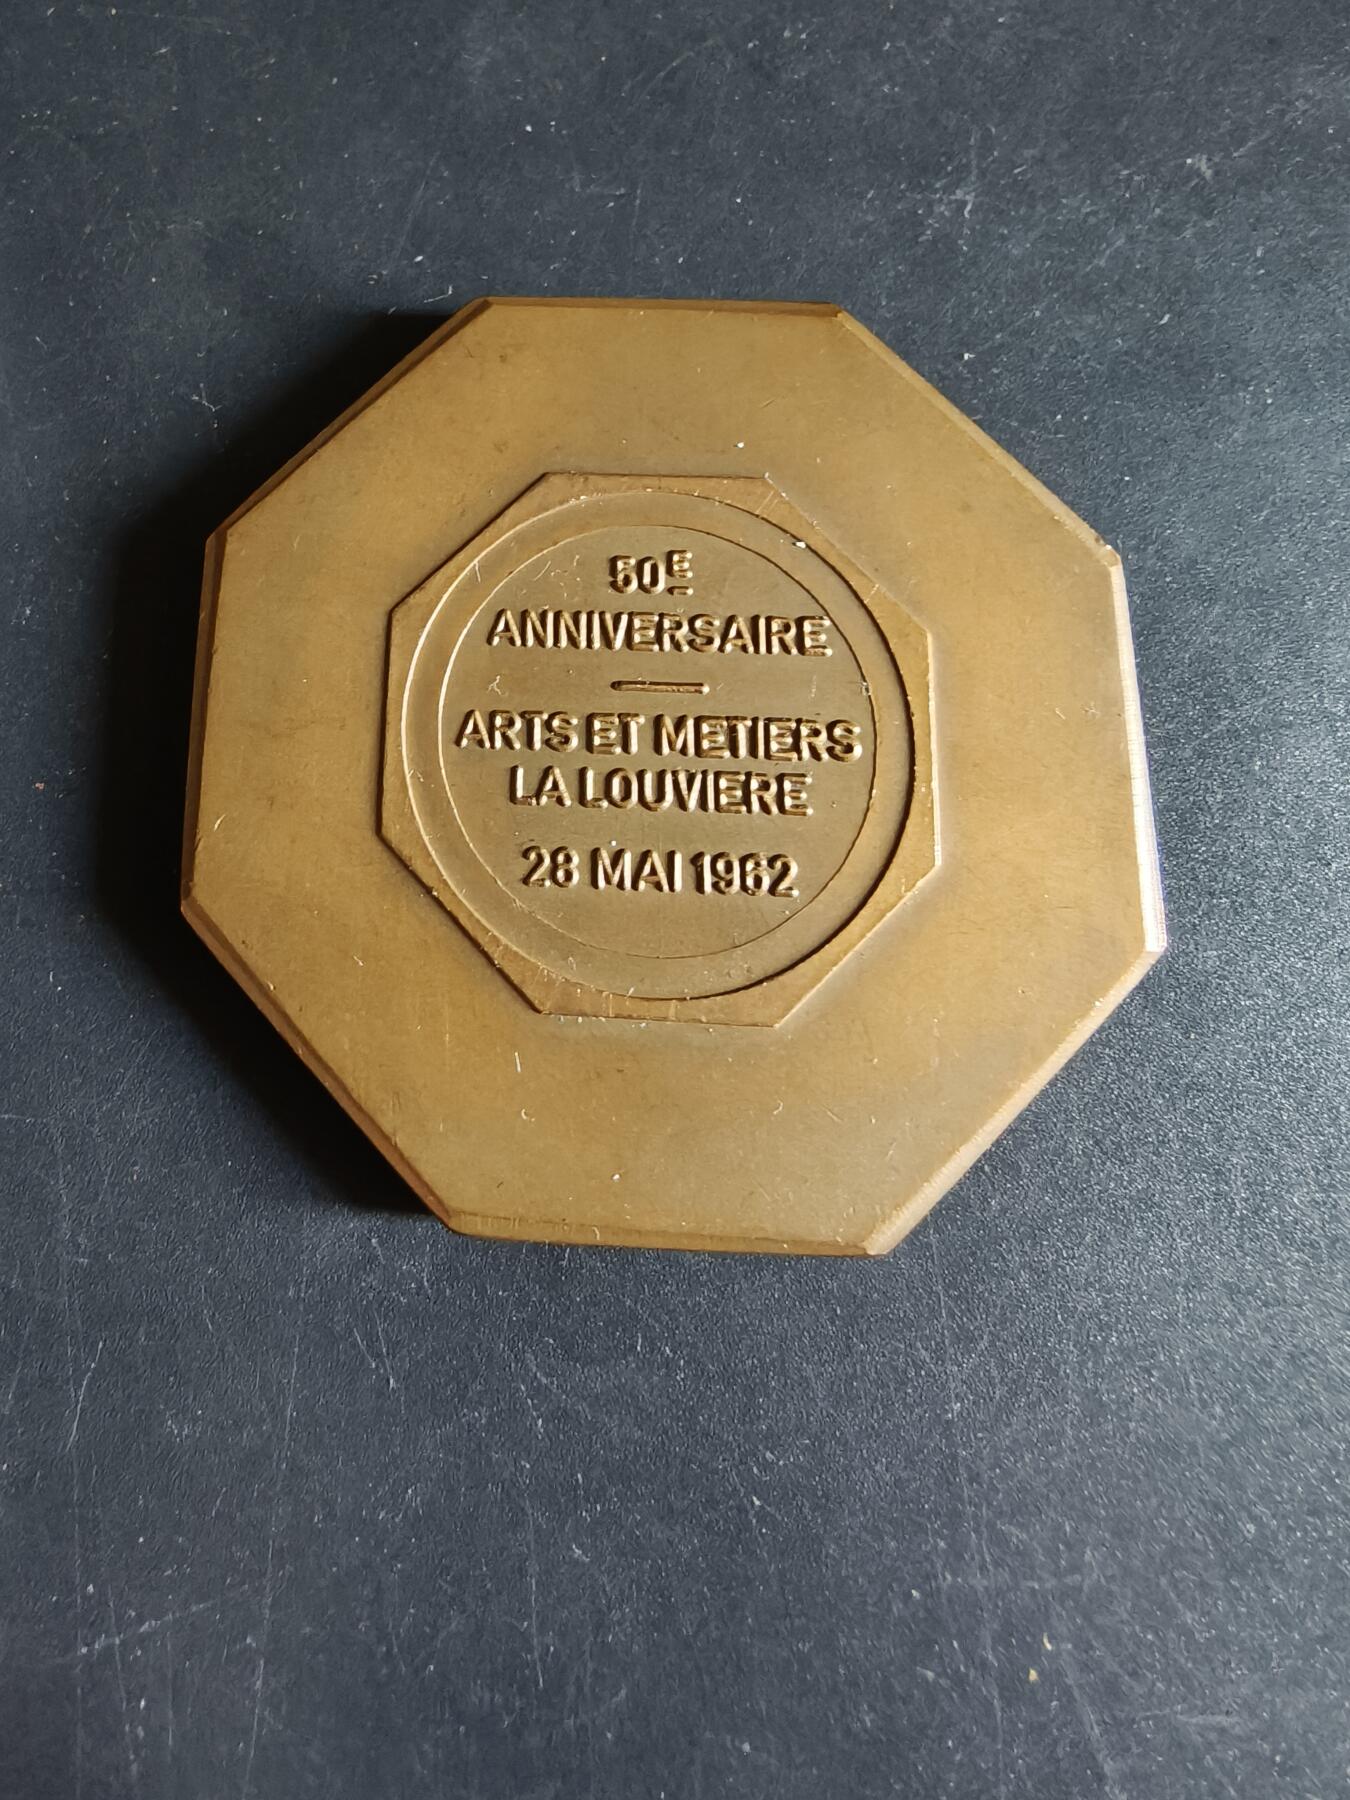 50E
ANNIVERSAIRE
ARTS ET METIERS
LA LOUVIERE
28 MAI 1962